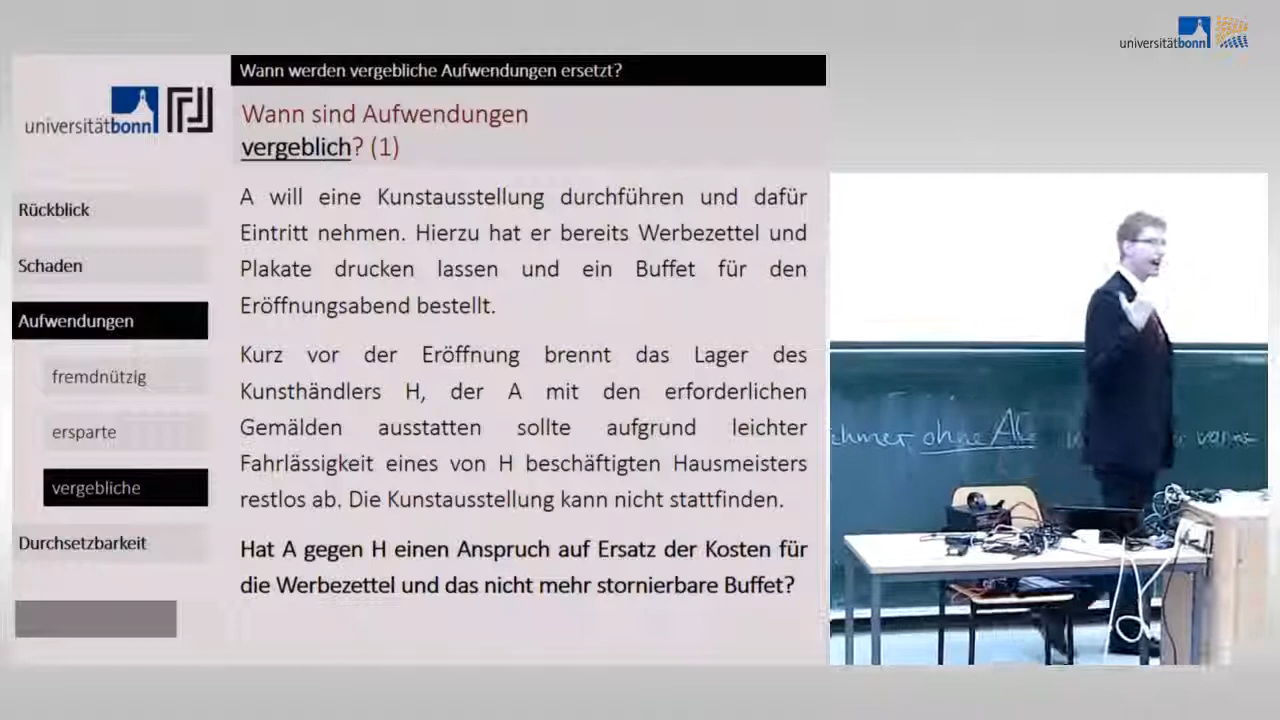 universitätbonn
universitätbonn
Wann werden vergebliche Aufwendungen ersetzt?
Wann sind Aufwendungen
vergeblich? (1)
Rückblick
Schaden
Aufwendungen
fremdnützig
ersparte
vergebliche
Durchsetzbarkeit
A will eine Kunstausstellung durchführen und dafür
Eintritt nehmen. Hierzu hat er bereits Werbezettel und
Plakate drucken lassen und ein Buffet für den
Eröffnungsabend bestellt.
Kurz vor der Eröffnung brennt das Lager des
Kunsthändlers H, der A mit den erforderlichen
Gemälden ausstatten sollte aufgrund leichter
Fahrlässigkeit eines von H beschäftigten Hausmeisters
restlos ab. Die Kunstausstellung kann nicht stattfinden.
Hat A gegen H einen Anspruch auf Ersatz der Kosten für
die Werbezettel und das nicht mehr stornierbare Buffet?
ohne